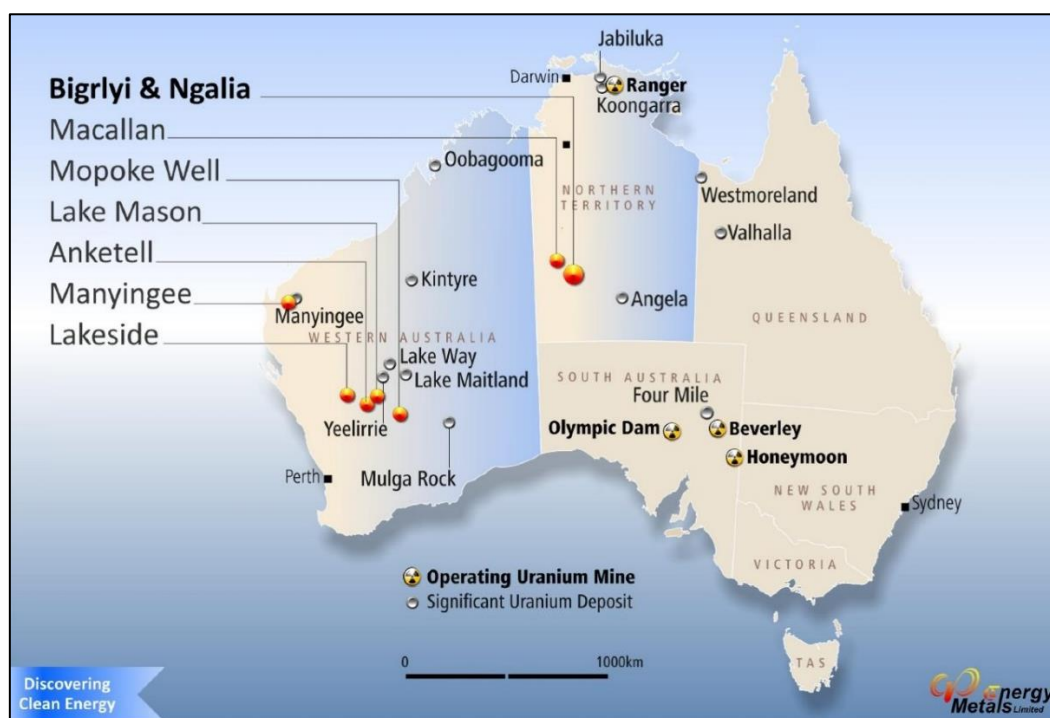 Bigrlyi & Ngalia
Macallan
Mopoke Well
Lake Mason
Anketell
Manyingee
Lakeside
Jabiluka
Darwin
Ranger
Koongarra
Oobagooma
NORTHERN
TERRITORY
Westmoreland
Valhalla
Kintyre
Angela
Manyingee
WESTERN AUSTRALIA
QUEENSLAND
Lake Way
Lake Maitland
SOUTH AUSTRALIA
Four Mile
Yeelirrie
Olympic Dam
Beverley
Honeymoon
Perth
Mulga Rock
NEW SOUTH
WALES
Sydney
VICTORIA
Operating Uranium Mine
Significant Uranium Deposit
0 1000km
TAS
Discovering
Clean Energy
Energy
Metals Limited